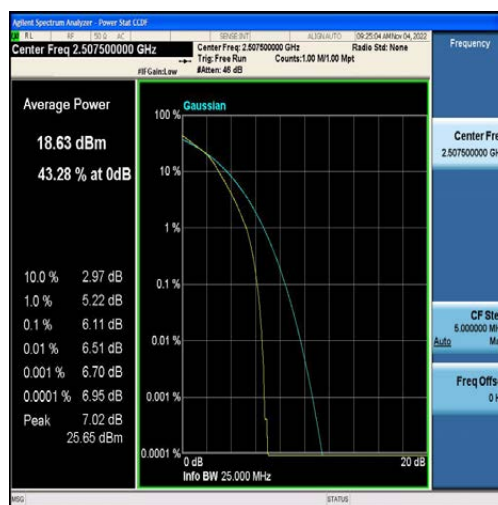 Agilent Spectrum Analyzer - Power Stat CCDF
RL RF 50 Ω AC SENSE:INT ALIGN AUTO 09:25:04 AM Nov 04, 2022
Center Freq 2.507500000 GHz
Center Freq: 2.507500000 GHz Radio Std: None
Trig: Free Run Counts:1.00 M/1.00 Mpt
#IFGain:Low #Atten: 46 dB
Frequency
Average Power
18.63 dBm
43.28 % at 0dB
10.0 % 2.97 dB
1.0 % 5.22 dB
0.1 % 6.11 dB
0.01 % 6.51 dB
0.001 % 6.70 dB
0.0001 % 6.95 dB
Peak 7.02 dB
25.65 dBm
Gaussian
100 %
10 %
1 %
0.1 %
0.01 %
0.001 %
0.0001 %
0 dB 20 dB
Info BW 25.000 MHz
Center Fre
2.507500000 GH
CF Ste
5.000000 MH
Auto Ma
Freq Offs
0 H
MSG STATUS